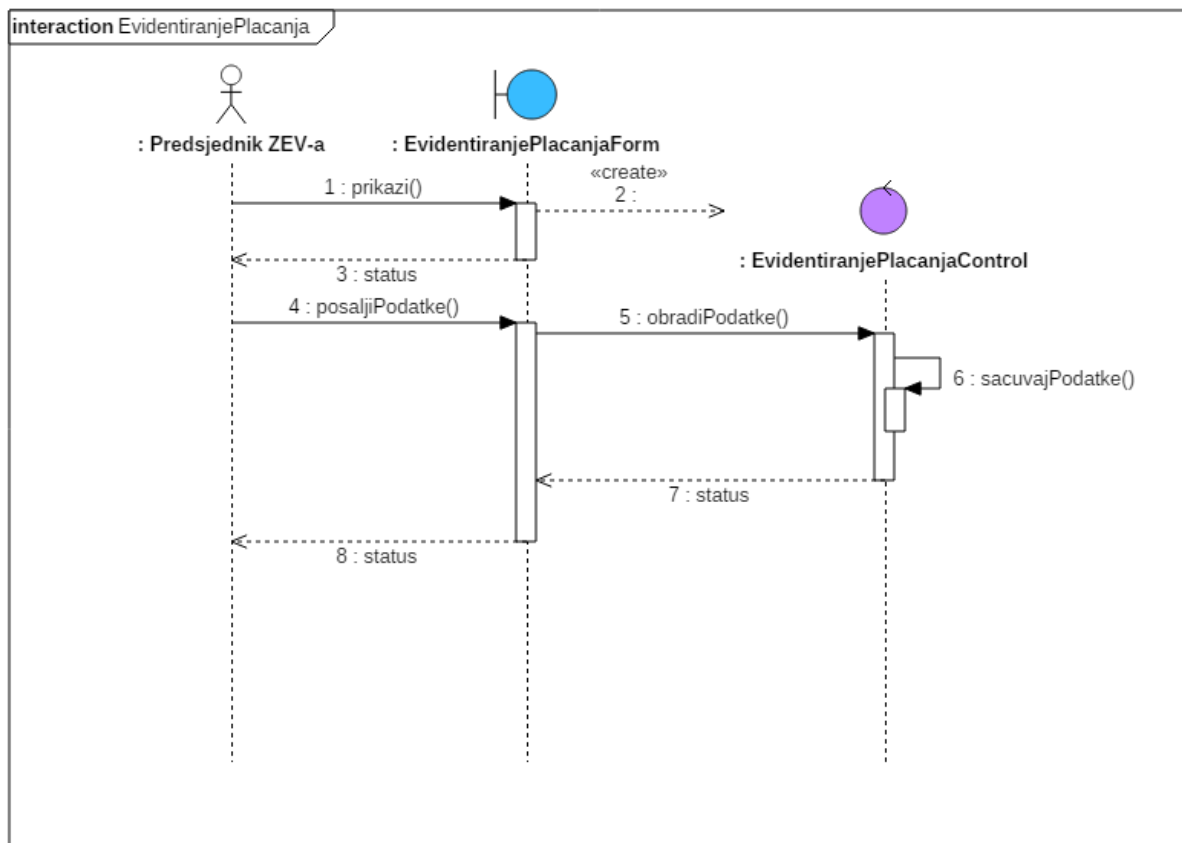 interaction EvidentiranjePlacanja
: Predsjednik ZEV-a
: EvidentiranjePlacanjaForm
«create»
1 : prikazi()
2 :
: EvidentiranjePlacanjaControl
3 : status
4 : posaljiPodatke()
5 : obradiPodatke()
6 : sacuvajPodatke()
7 : status
8 : status